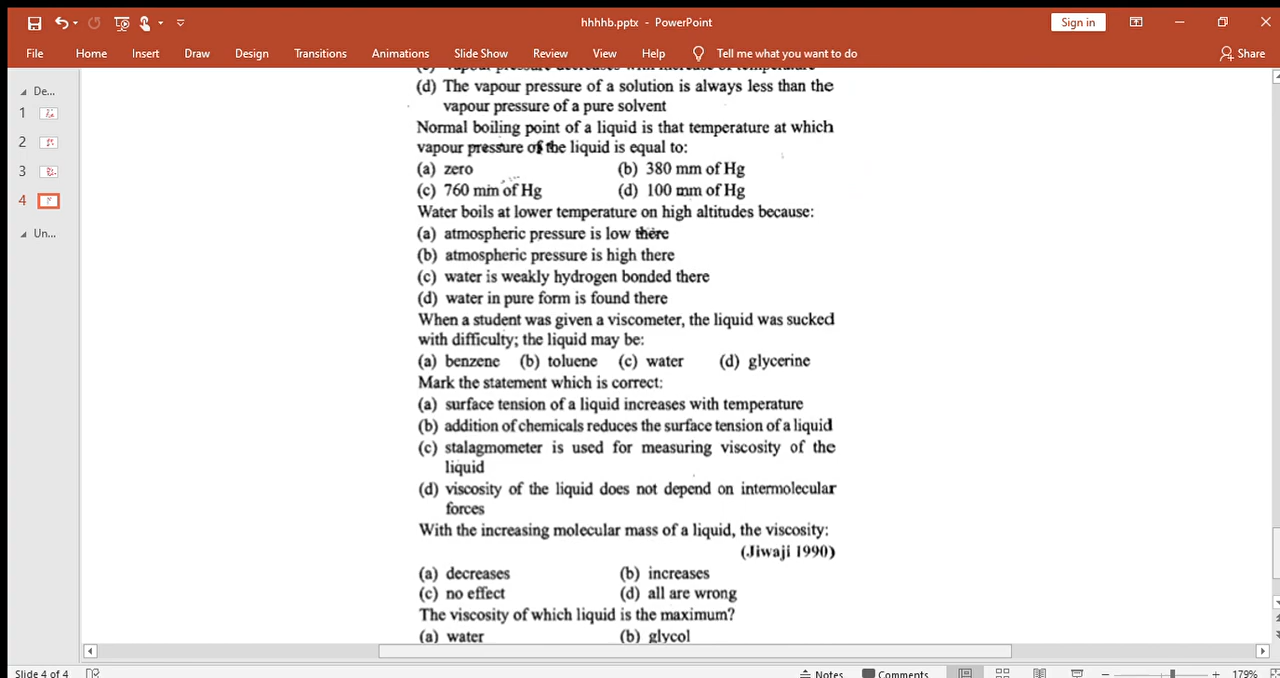 hhhhb.pptx - PowerPoint
Sign in
File Home Insert Draw Design Transitions Animations Slide Show Review View Help Tell me what you want to do Share
De...
1
2
3
4
Un...
vapour pressure decreases with increase of temperature
(d) The vapour pressure of a solution is always less than the
vapour pressure of a pure solvent
Normal boiling point of a liquid is that temperature at which
vapour pressure of the liquid is equal to:
(a) zero (b) 380 mm of Hg
(c) 760 mm of Hg (d) 100 mm of Hg
Water boils at lower temperature on high altitudes because:
(a) atmospheric pressure is low there
(b) atmospheric pressure is high there
(c) water is weakly hydrogen bonded there
(d) water in pure form is found there
When a student was given a viscometer, the liquid was sucked
with difficulty; the liquid may be:
(a) benzene (b) toluene (c) water (d) glycerine
Mark the statement which is correct:
(a) surface tension of a liquid increases with temperature
(b) addition of chemicals reduces the surface tension of a liquid
(c) stalagmometer is used for measuring viscosity of the
liquid
(d) viscosity of the liquid does not depend on intermolecular
forces
With the increasing molecular mass of a liquid, the viscosity:
(Jiwaji 1990)
(a) decreases (b) increases
(c) no effect (d) all are wrong
The viscosity of which liquid is the maximum?
(a) water (b) glycol
Slide 4 of 4 Notes Comments 179%